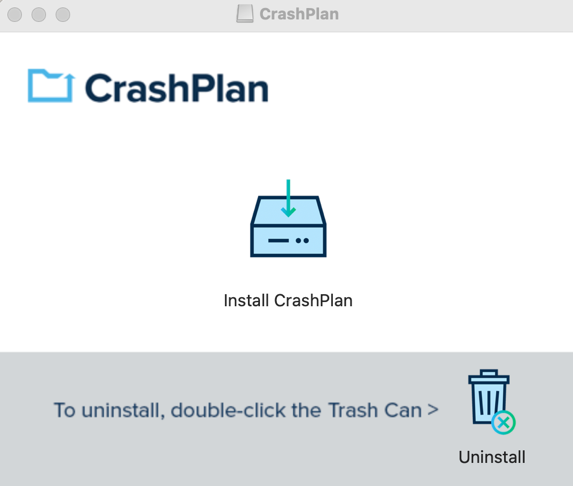 CrashPlan
CrashPlan
Install CrashPlan
To uninstall, double-click the Trash Can >
Uninstall